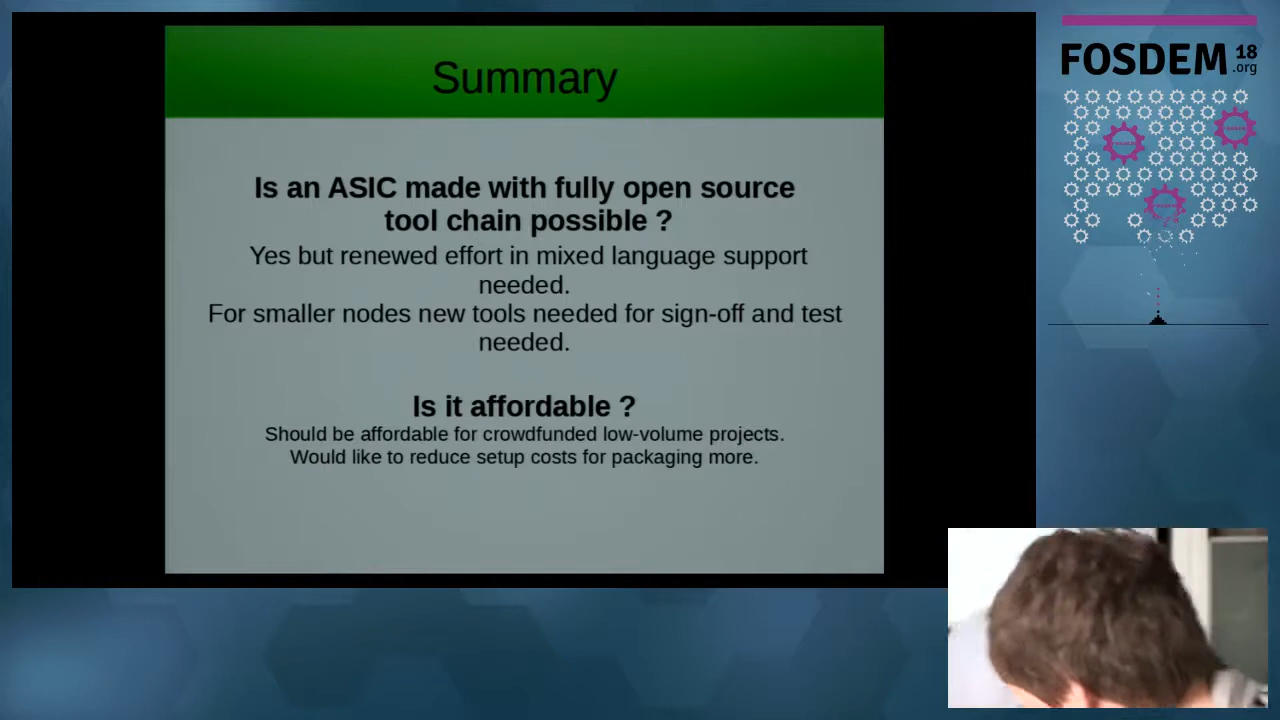 Summary
Is an ASIC made with fully open source
tool chain possible ?
Yes but renewed effort in mixed language support
needed.
For smaller nodes new tools needed for sign-off and test
needed.
Is it affordable ?
Should be affordable for crowdfunded low-volume projects.
Would like to reduce setup costs for packaging more.
FOSDEM 18
.org